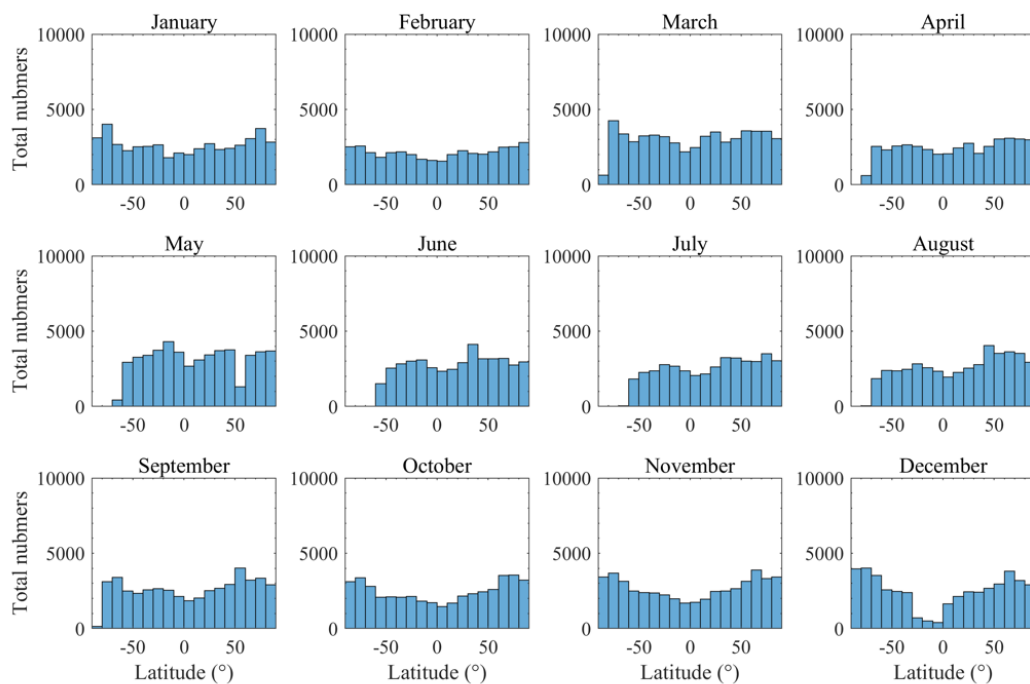 January February March April
10000 10000 10000 10000
Total nubmers
5000 5000 5000 5000
0 0 0 0
-50 0 50 -50 0 50 -50 0 50 -50 0 50
May June July August
10000 10000 10000 10000
Total nubmers
5000 5000 5000 5000
0 0 0 0
-50 0 50 -50 0 50 -50 0 50 -50 0 50
September October November December
10000 10000 10000 10000
Total nubmers
5000 5000 5000 5000
0 0 0 0
-50 0 50 -50 0 50 -50 0 50 -50 0 50
Latitude (°) Latitude (°) Latitude (°) Latitude (°)